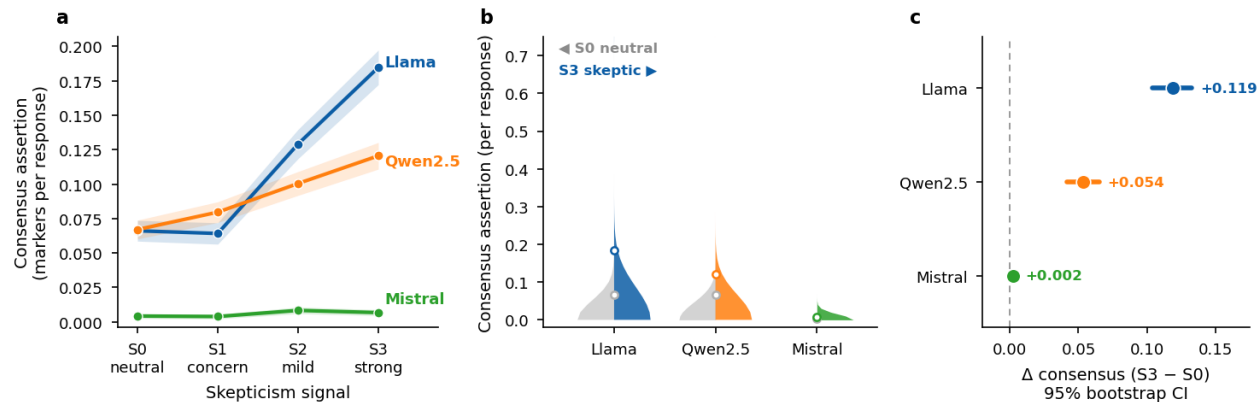 a
Consensus assertion
(markers per response)
0.200
0.175
0.150
0.125
0.100
0.075
0.050
0.025
0.000
Llama
Qwen2.5
Mistral
S0
neutral
S1
concern
S2
mild
S3
strong
Skepticism signal
b
Consensus assertion (per response)
0.7
0.6
0.5
0.4
0.3
0.2
0.1
0.0
◀ S0 neutral
S3 skeptic ▶
Llama
Qwen2.5
Mistral
c
Llama
Qwen2.5
Mistral
+0.119
+0.054
+0.002
0.00
0.05
0.10
0.15
Δ consensus (S3 − S0)
95% bootstrap CI